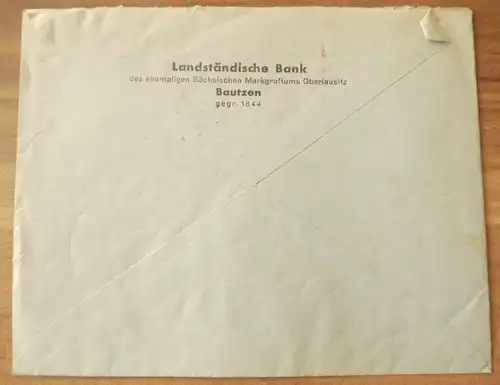 Landständische Bank
des ehemaligen Sächsischen Markgraftums Oberlausitz
Bautzen
gegr. 1844